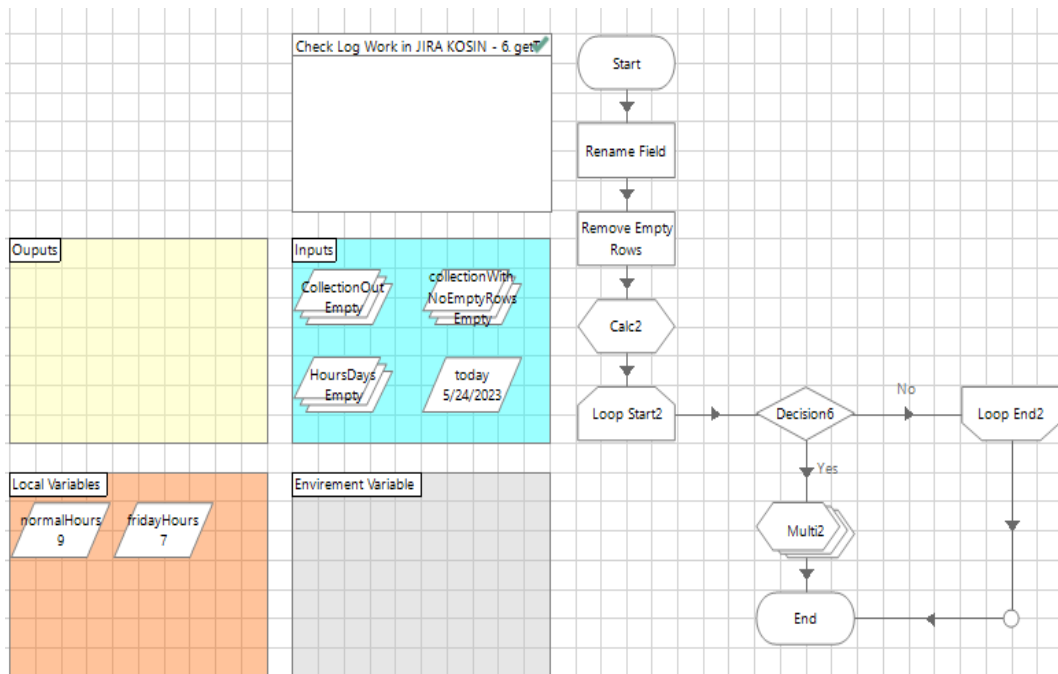 Check Log Work in JIRA KOSIN - 6. getT
Start
Rename Field
Remove Empty
Rows
Calc2
Loop Start2
Decision6
No
Loop End2
Yes
Multi2
End
Ouputs
Inputs
CollectionOut
Empty
collectionWith
NoEmptyRows
Empty
HoursDays
Empty
today
5/24/2023
Local Variables
normalHours
9
fridayHours
7
Envirement Variable